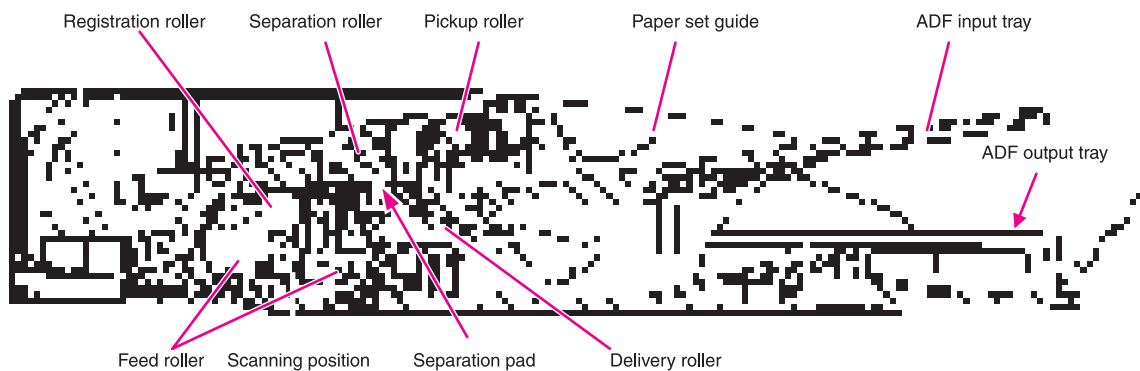 Registration roller
Separation roller
Pickup roller
Paper set guide
ADF input tray
ADF output tray
Feed roller
Scanning position
Separation pad
Delivery roller